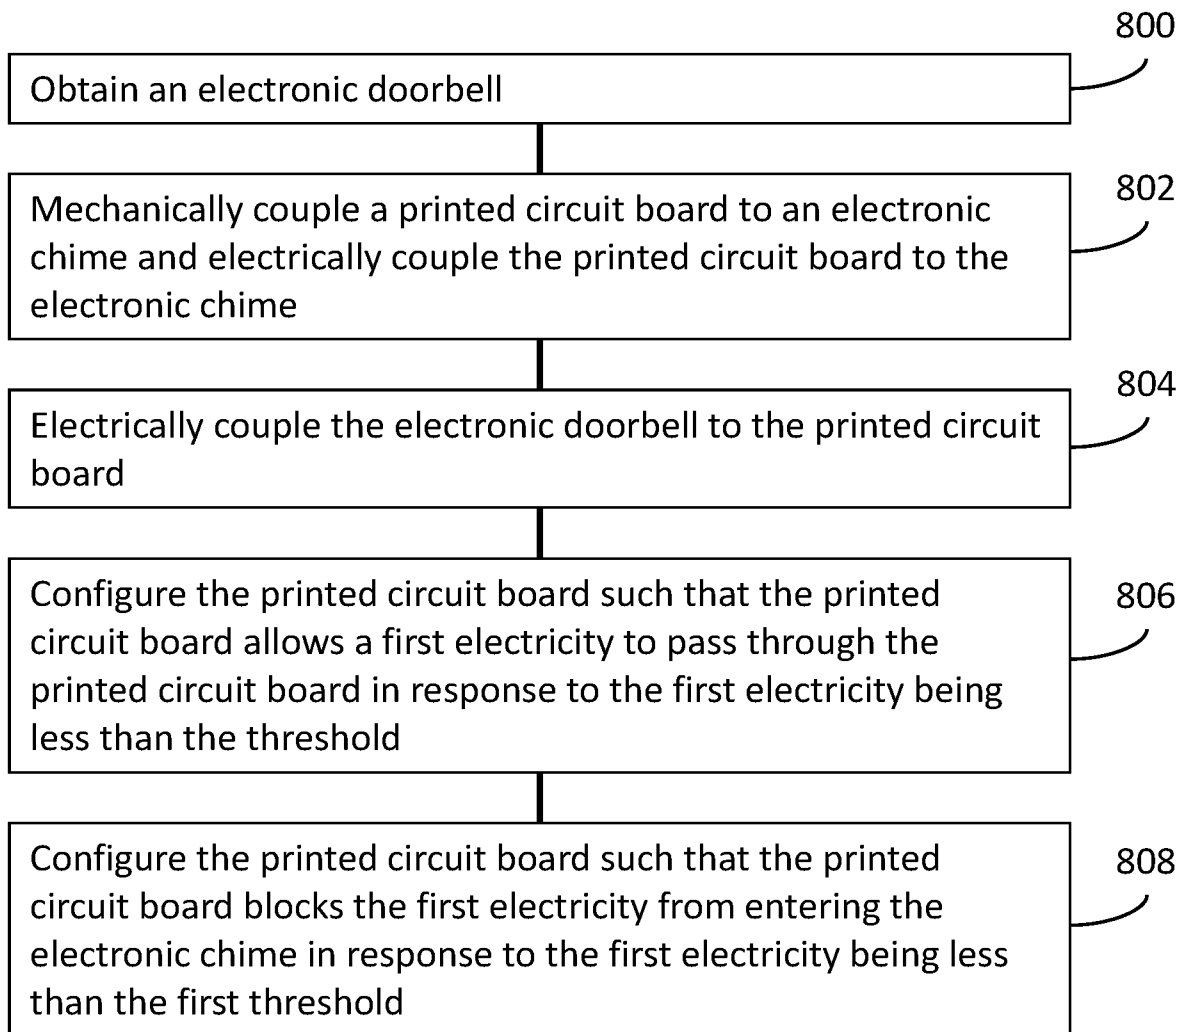 800
Obtain an electronic doorbell
802
Mechanically couple a printed circuit board to an electronic
chime and electrically couple the printed circuit board to the
electronic chime
804
Electrically couple the electronic doorbell to the printed circuit
board
806
Configure the printed circuit board such that the printed
circuit board allows a first electricity to pass through the
printed circuit board in response to the first electricity being
less than the threshold
808
Configure the printed circuit board such that the printed
circuit board blocks the first electricity from entering the
electronic chime in response to the first electricity being less
than the first threshold